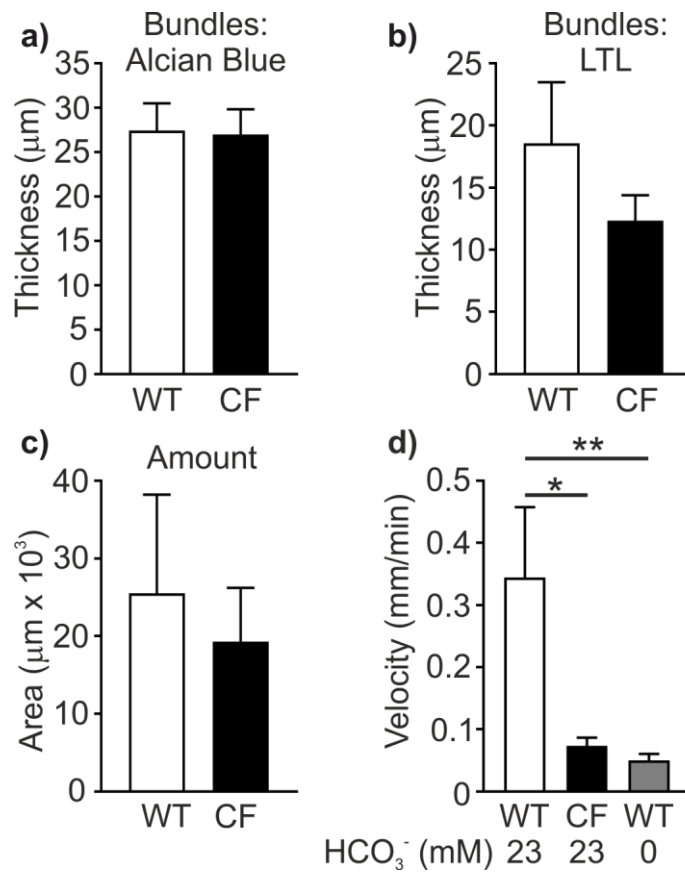 a) Bundles:
Alcian Blue
Thickness (μm)
35
30
25
20
15
10
5
0
WT CF
b) Bundles:
LTL
Thickness (μm)
25
20
15
10
5
0
WT CF
c) Amount
Area (μm x 10³)
40
30
20
10
0
WT CF
d)
**
*
Velocity (mm/min)
0.5
0.4
0.3
0.2
0.1
0
WT CF WT
HCO₃⁻ (mM) 23 23 0